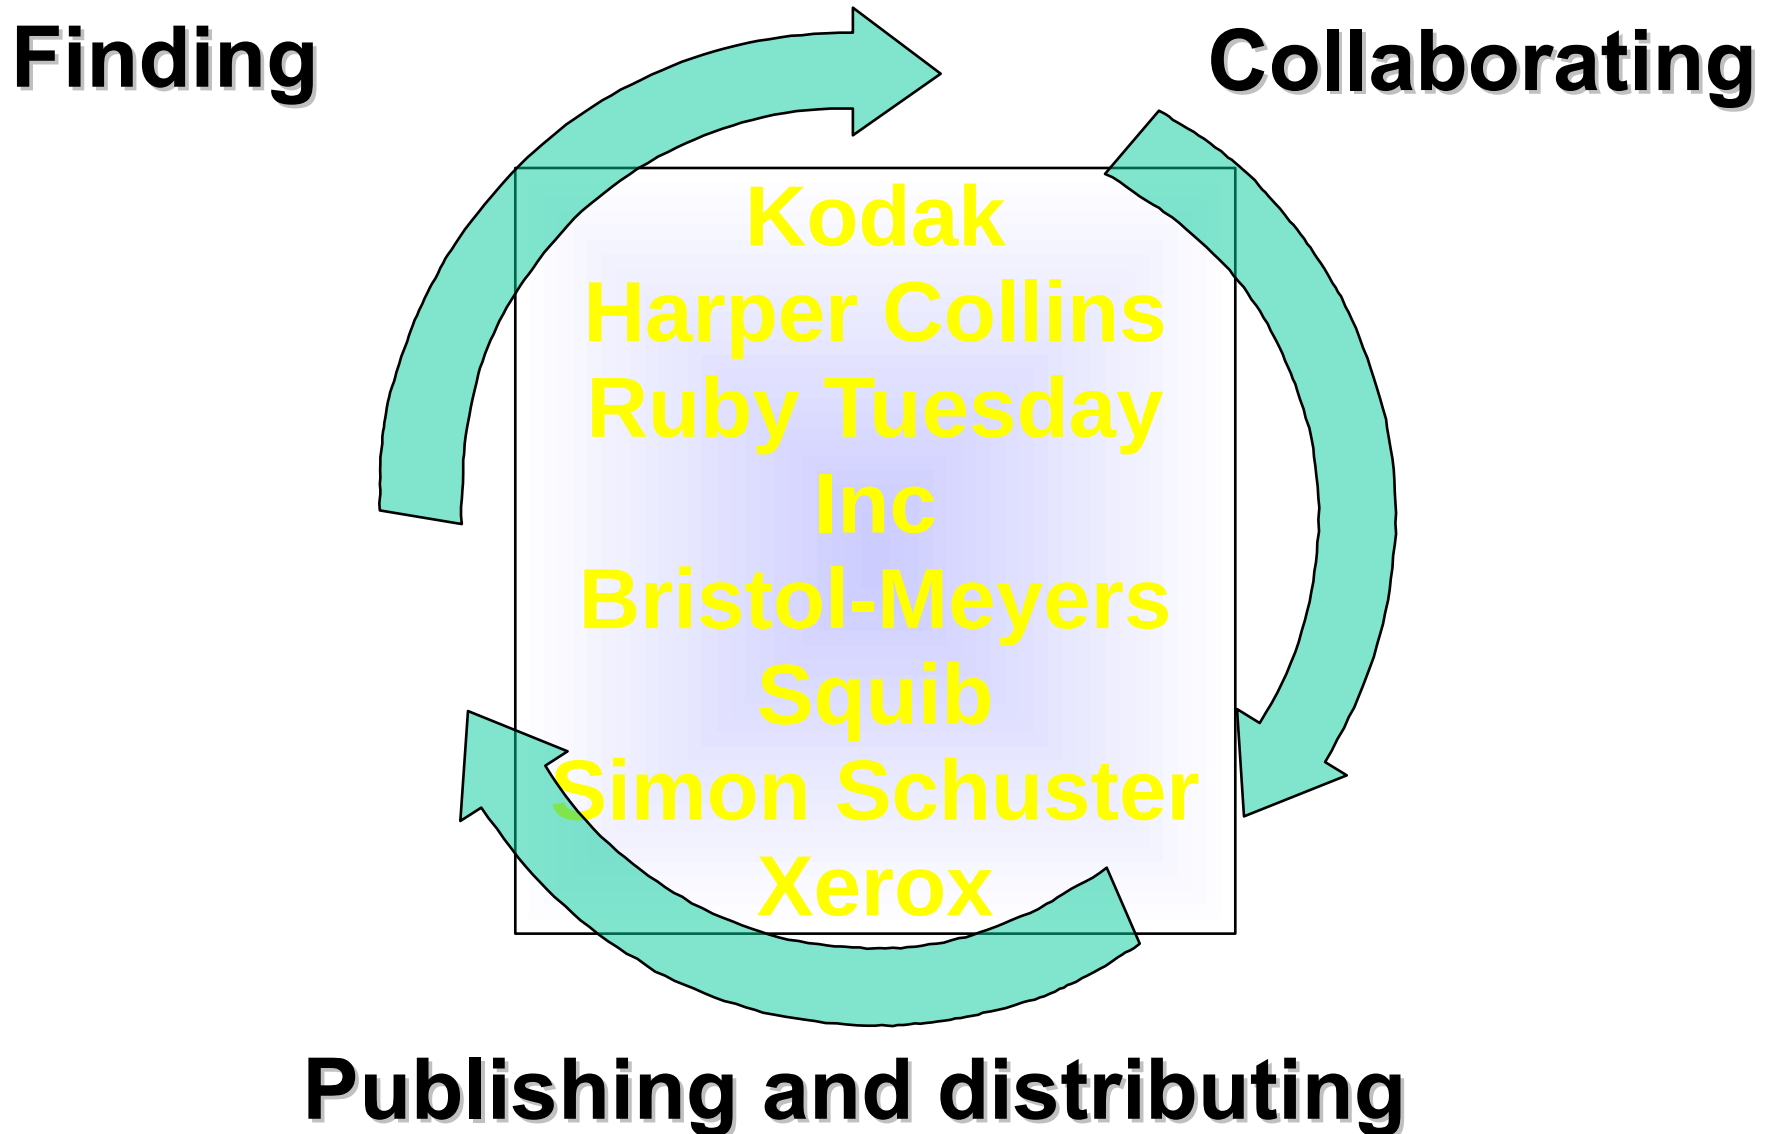 Finding
Collaborating
Kodak
Harper Collins
Ruby Tuesday
Inc
Bristol-Meyers
Squib
Simon Schuster
Xerox
Publishing and distributing